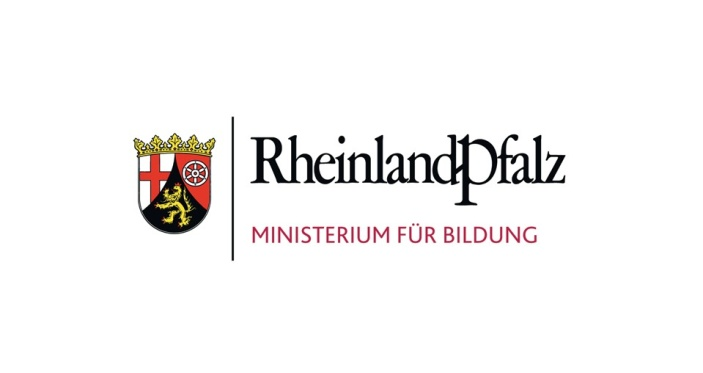 RheinlandPfalz
MINISTERIUM FÜR BILDUNG